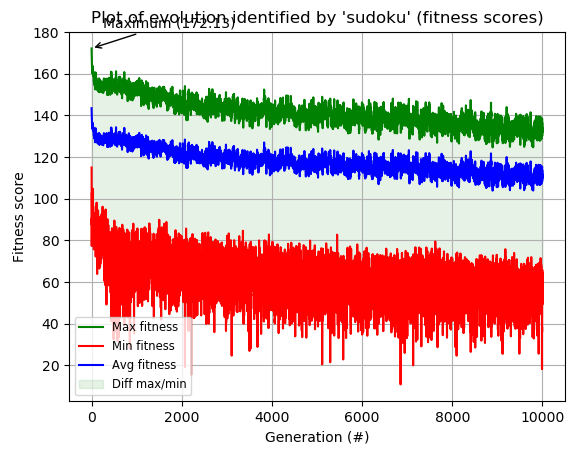 Plot of evolution identified by 'sudoku' (fitness scores)
Maximum (172.13)
180
160
140
120
100
80
60
40
20
Fitness score
Max fitness
Min fitness
Avg fitness
Diff max/min
0 2000 4000 6000 8000 10000
Generation (#)